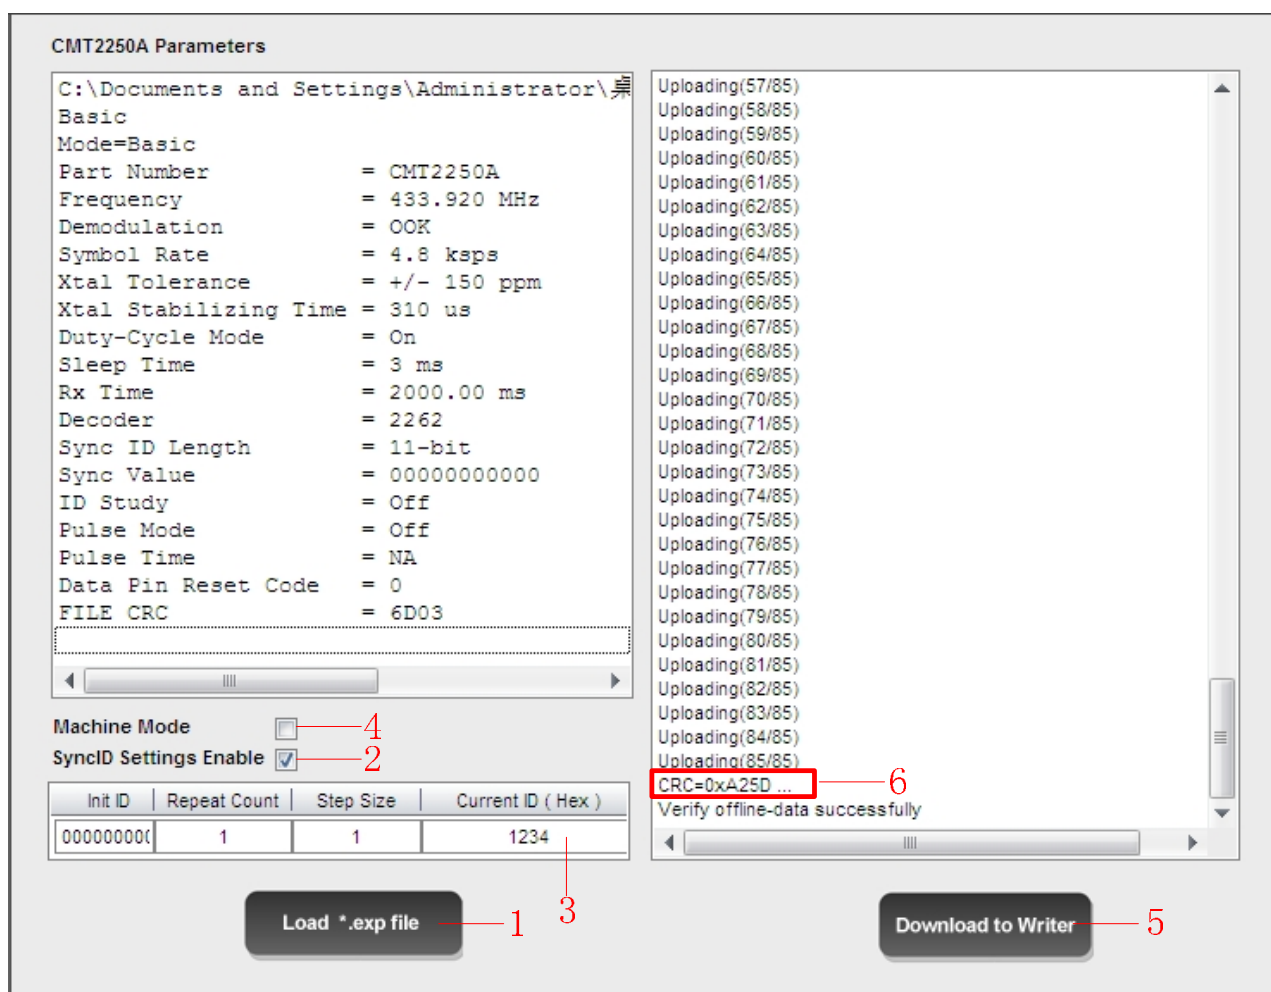 CMT2250A Parameters
C:\Documents and Settings\Administrator\桌
Basic
Mode=Basic
Part Number = CMT2250A
Frequency = 433.920 MHz
Demodulation = OOK
Symbol Rate = 4.8 ksps
Xtal Tolerance = +/- 150 ppm
Xtal Stabilizing Time = 310 us
Duty-Cycle Mode = On
Sleep Time = 3 ms
Rx Time = 2000.00 ms
Decoder = 2262
Sync ID Length = 11-bit
Sync Value = 00000000000
ID Study = Off
Pulse Mode = Off
Pulse Time = NA
Data Pin Reset Code = 0
FILE CRC = 6D03
Machine Mode 4
SyncID Settings Enable 2
Init ID Repeat Count Step Size Current ID ( Hex )
000000000 1 1 1234
3
Load *.exp file 1
Uploading(57/85)
Uploading(58/85)
Uploading(59/85)
Uploading(60/85)
Uploading(61/85)
Uploading(62/85)
Uploading(63/85)
Uploading(64/85)
Uploading(65/85)
Uploading(66/85)
Uploading(67/85)
Uploading(68/85)
Uploading(69/85)
Uploading(70/85)
Uploading(71/85)
Uploading(72/85)
Uploading(73/85)
Uploading(74/85)
Uploading(75/85)
Uploading(76/85)
Uploading(77/85)
Uploading(78/85)
Uploading(79/85)
Uploading(80/85)
Uploading(81/85)
Uploading(82/85)
Uploading(83/85)
Uploading(84/85)
Uploading(85/85)
CRC=0xA25D ... 6
Verify offline-data successfully
Download to Writer 5